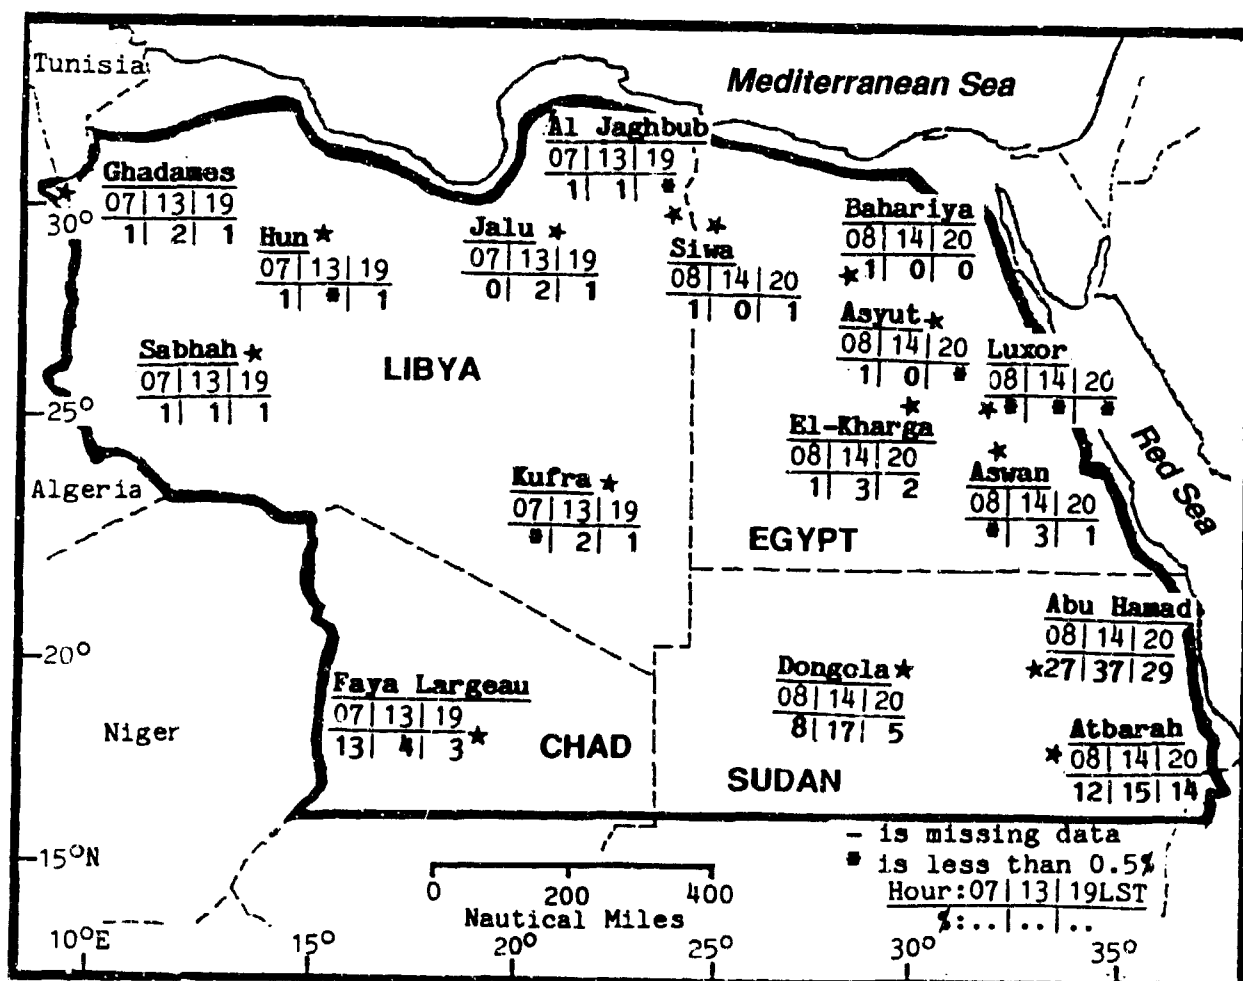 Tunisia
Mediterranean Sea
Al Jaghbub
07|13|19
1| 1| *
Ghadames
07|13|19
1| 2| 1
30°
Hun
07|13|19
1| *| 1
Jalu
07|13|19
0| 2| 1
Siwa
08|14|20
1| 0| 1
Bahariya
08|14|20
1| 0| 0
Asyut
08|14|20
1| 0| *
Luxor
08|14|20
*| *| *
Sabhah
07|13|19
1| 1| 1
LIBYA
25°
El-Kharga
08|14|20
1| 3| 2
Red Sea
Algeria
Kufra
07|13|19
*| 2| 1
Aswan
08|14|20
*| 3| 1
EGYPT
Abu Hamad
08|14|20
27|37|29
20°
Dongola
08|14|20
8|17| 5
Faya Largeau
07|13|19
13| 4| 3
Niger
CHAD
SUDAN
Atbarah
08|14|20
12|15|14
15°N
- is missing data
* is less than 0.5%
Hour:07|13|19LST
%:..|..|..
0 200 400
Nautical Miles
10°E 15° 20° 25° 30° 35°